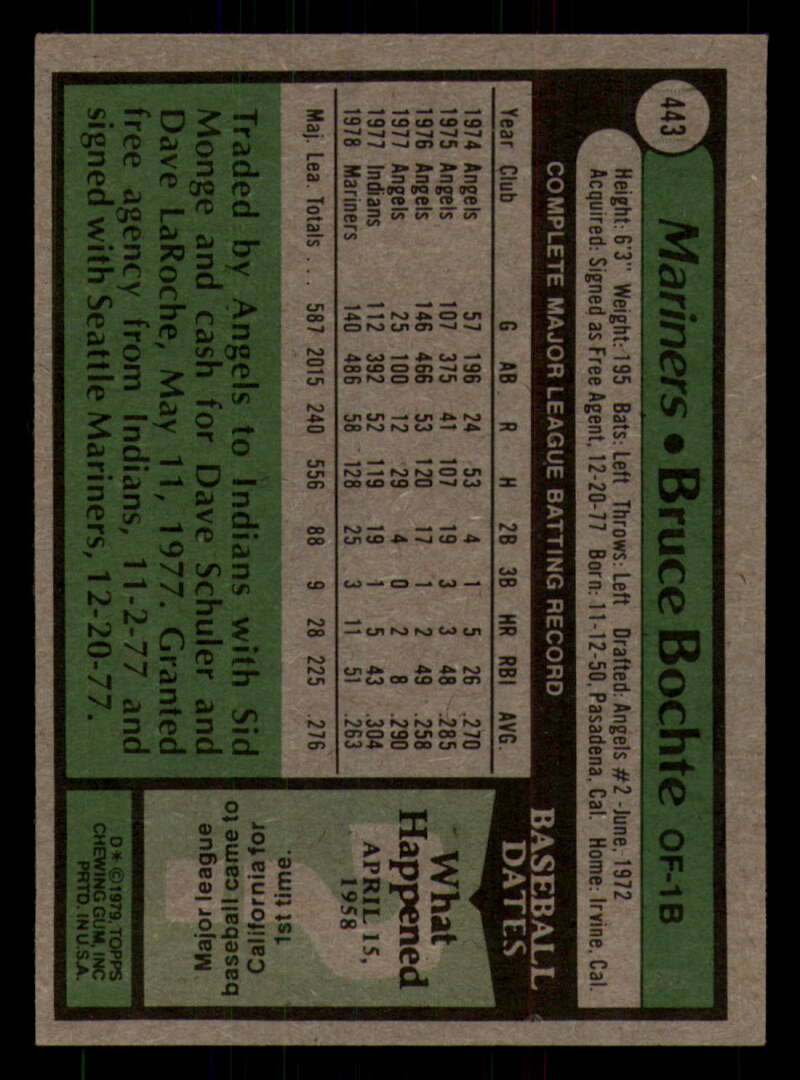 443
Mariners • Bruce Bochte OF-1B
Height: 6'3" Weight: 195 Bats: Left Throws: Left Drafted: Angels #2-June, 1972
Acquired: Signed as Free Agent, 12-20-77 Born: 11-12-50, Pasadena, Cal. Home: Irvine, Cal.
COMPLETE MAJOR LEAGUE BATTING RECORD
Year Club G AB R H 2B 3B HR RBI AVG.
1974 Angels 57 196 24 53 4 1 5 26 .270
1975 Angels 107 375 41 107 19 3 3 48 .285
1976 Angels 146 466 53 120 17 1 2 49 .258
1977 Angels 25 100 12 29 4 0 2 8 .290
1977 Indians 112 392 52 119 19 1 5 43 .304
1978 Mariners 140 486 58 128 25 3 11 51 .263
Maj. Lea. Totals . . . 587 2015 240 556 88 9 28 225 .276
Traded by Angels to Indians with Sid
Monge and cash for Dave Schuler and
Dave LaRoche, May 11, 1977. Granted
free agency from Indians, 11-2-77 and
signed with Seattle Mariners, 12-20-77.
BASEBALL
DATES
What
Happened
APRIL 15,
1958
Major league
baseball came to
California for
1st time.
D* ©1979, TOPPS
CHEWING GUM, INC
PRTD. IN U.S.A.